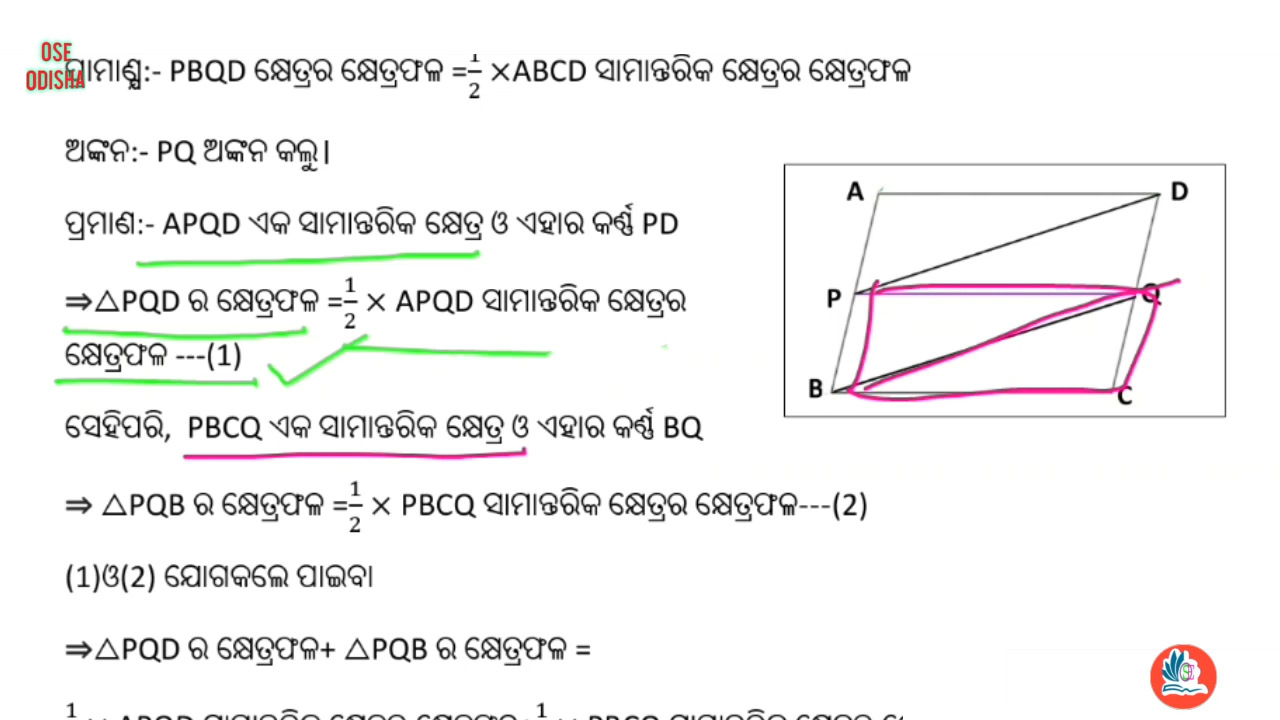 OSE
ODISHA
ପ୍ରାମାଣ୍ଯ:- PBQD କ୍ଷେତ୍ରର କ୍ଷେତ୍ରଫଳ =1/2 ×ABCD ସାମାନ୍ତରିକ କ୍ଷେତ୍ରର କ୍ଷେତ୍ରଫଳ
ଅଙ୍କନ:- PQ ଅଙ୍କନ କଲୁ।
ପ୍ରମାଣ:- APQD ଏକ ସାମାନ୍ତରିକ କ୍ଷେତ୍ର ଓ ଏହାର କର୍ଣ୍ଣ PD
⇒△PQD ର କ୍ଷେତ୍ରଫଳ =1/2 × APQD ସାମାନ୍ତରିକ କ୍ଷେତ୍ରର
କ୍ଷେତ୍ରଫଳ ---(1)
ସେହିପରି, PBCQ ଏକ ସାମାନ୍ତରିକ କ୍ଷେତ୍ର ଓ ଏହାର କର୍ଣ୍ଣ BQ
⇒ △PQB ର କ୍ଷେତ୍ରଫଳ =1/2 × PBCQ ସାମାନ୍ତରିକ କ୍ଷେତ୍ରର କ୍ଷେତ୍ରଫଳ---(2)
(1)ଓ(2) ଯୋଗକଲେ ପାଇବା
⇒△PQD ର କ୍ଷେତ୍ରଫଳ+ △PQB ର କ୍ଷେତ୍ରଫଳ =
A
D
P
Q
B
C